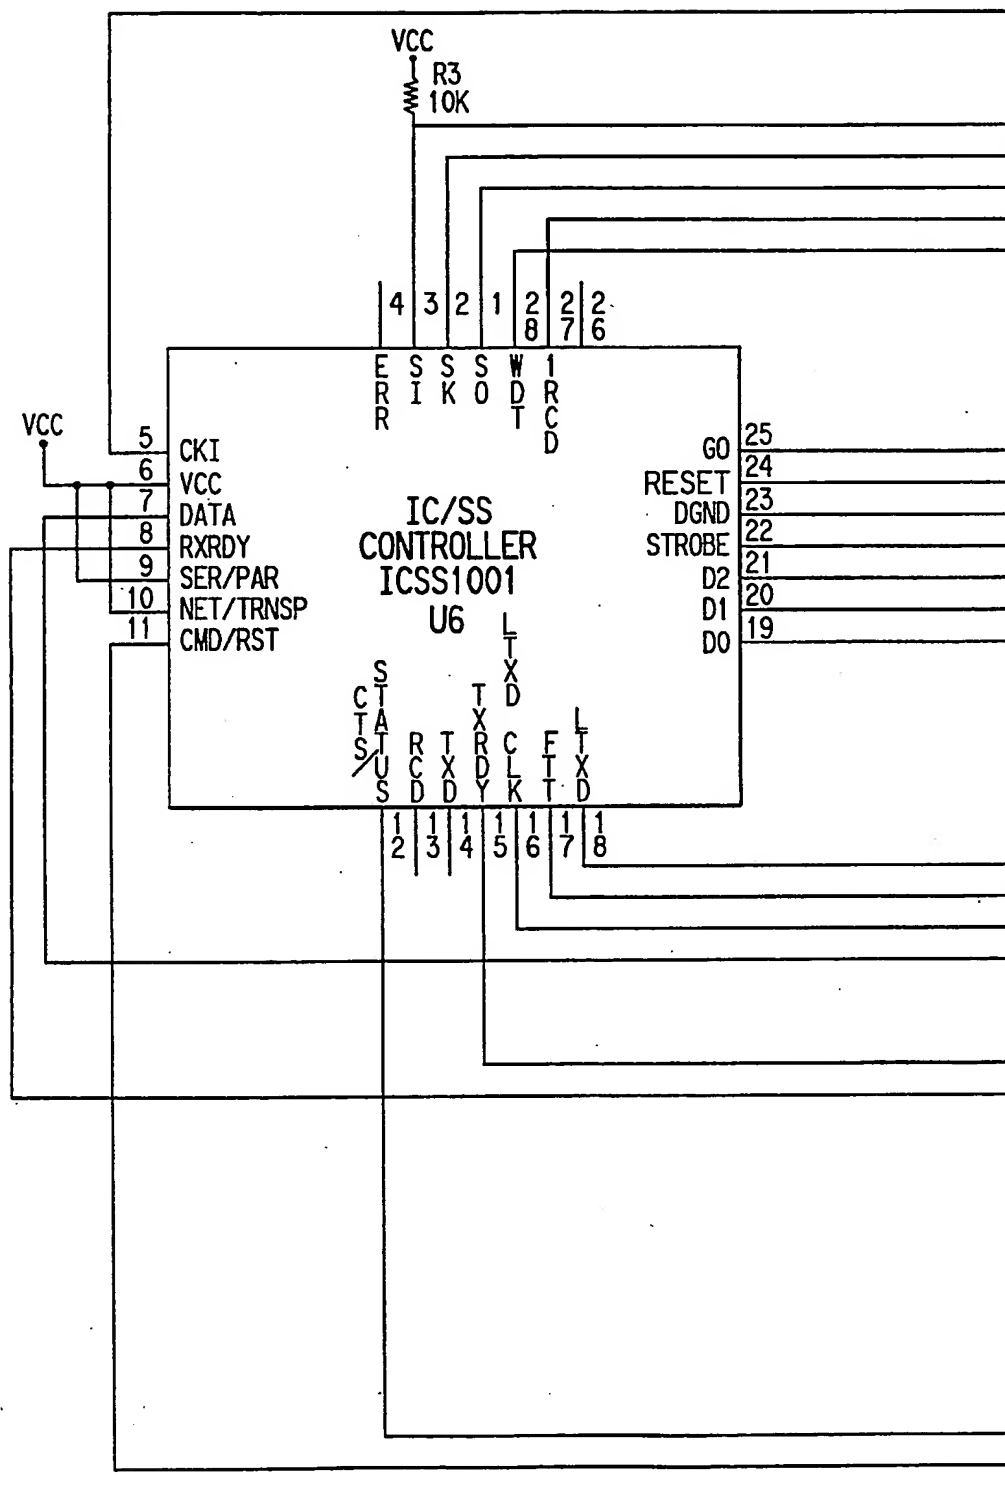 VCC
R3
10K
4 3 2 1 28 27 26
ERR SI SK SO WDT 1RCD
VCC
5 CKI
6 VCC
7 DATA
8 RXRDY
9 SER/PAR
10 NET/TRNSP
11 CMD/RST
IC/SS
CONTROLLER
ICSS1001
U6
GO 25
RESET 24
DGND 23
STROBE 22
D2 21
D1 20
D0 19
CTS/STATUS RCD TXD TXRDY LTXD CLK FTT LTXD
12 13 14 15 16 17 18